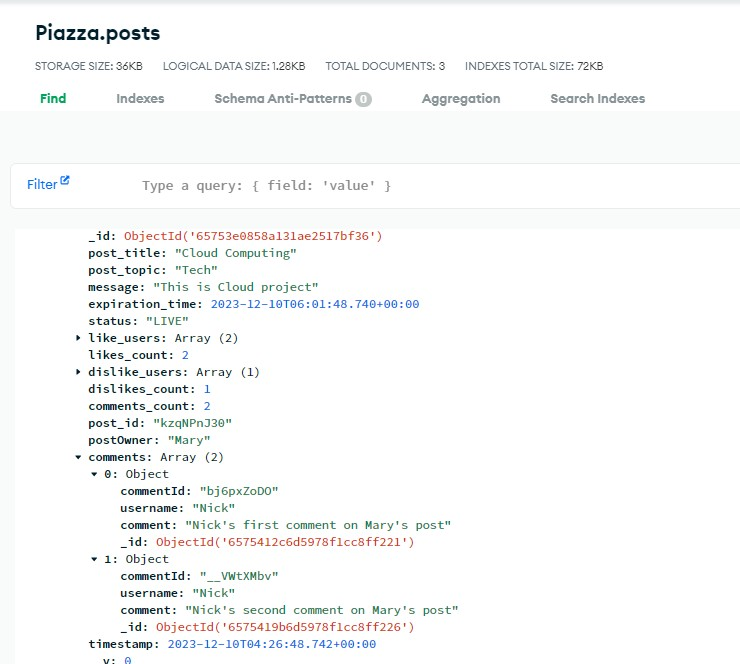 Piazza.posts
STORAGE SIZE: 36KB LOGICAL DATA SIZE: 1.28KB TOTAL DOCUMENTS: 3 INDEXES TOTAL SIZE: 72KB
Find Indexes Schema Anti-Patterns 0 Aggregation Search Indexes
Filter Type a query: { field: 'value' }
_id: ObjectId('65753e0858a131ae2517bf36')
post_title: "Cloud Computing"
post_topic: "Tech"
message: "This is Cloud project"
expiration_time: 2023-12-10T06:01:48.740+00:00
status: "LIVE"
like_users: Array (2)
likes_count: 2
dislike_users: Array (1)
dislikes_count: 1
comments_count: 2
post_id: "kzqNPnJ30"
postOwner: "Mary"
comments: Array (2)
0: Object
commentId: "bj6pxZoDO"
username: "Nick"
comment: "Nick's first comment on Mary's post"
_id: ObjectId('6575412c6d5978f1cc8ff221')
1: Object
commentId: "__VWtXMbv"
username: "Nick"
comment: "Nick's second comment on Mary's post"
_id: ObjectId('6575419b6d5978f1cc8ff226')
timestamp: 2023-12-10T04:26:48.742+00:00
v: 0